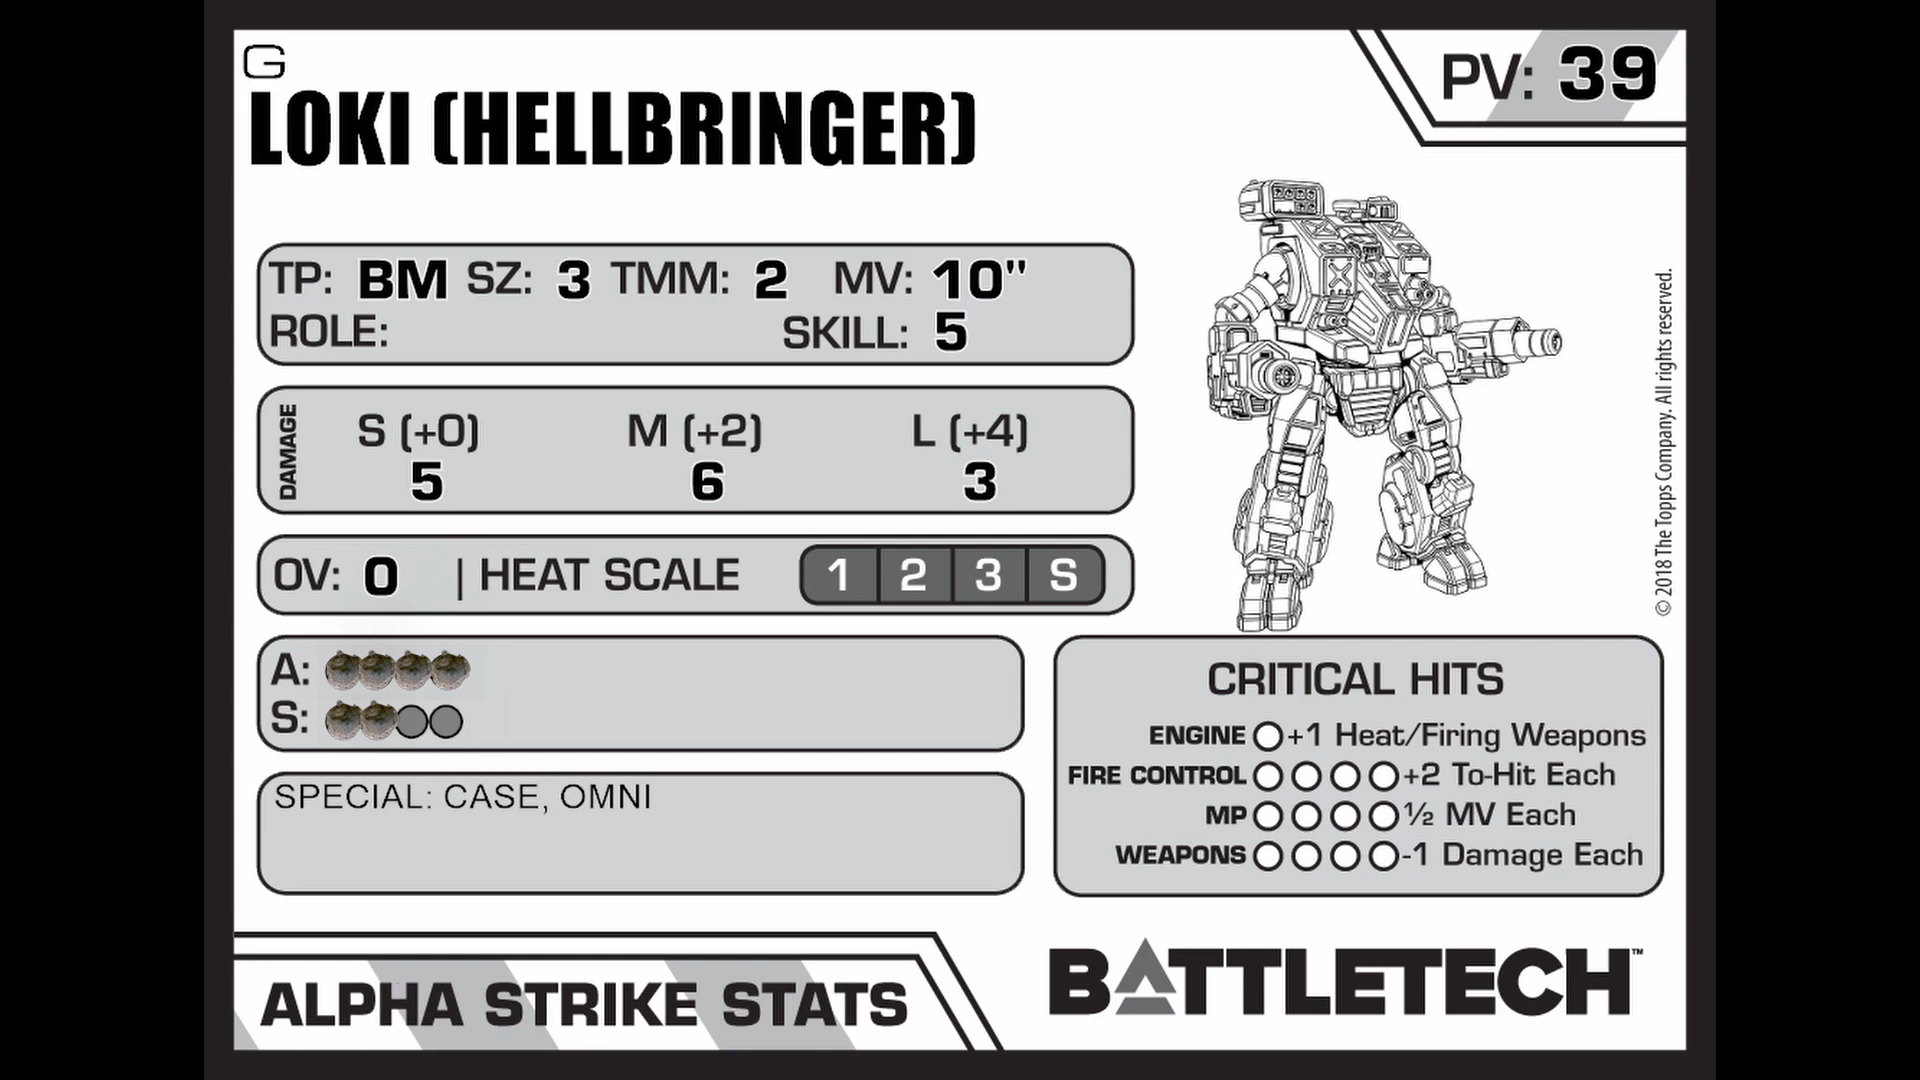 G
LOKI (HELLBRINGER)
PV: 39
TP: BM SZ: 3 TMM: 2 MV: 10"
ROLE: SKILL: 5
DAMAGE
S (+0) M (+2) L (+4)
5 6 3
OV: 0 | HEAT SCALE 1 2 3 S
A:
S:
SPECIAL: CASE, OMNI
© 2018 The Topps Company. All rights reserved.
CRITICAL HITS
ENGINE +1 Heat/Firing Weapons
FIRE CONTROL +2 To-Hit Each
MP ½ MV Each
WEAPONS -1 Damage Each
ALPHA STRIKE STATS
BATTLETECH™